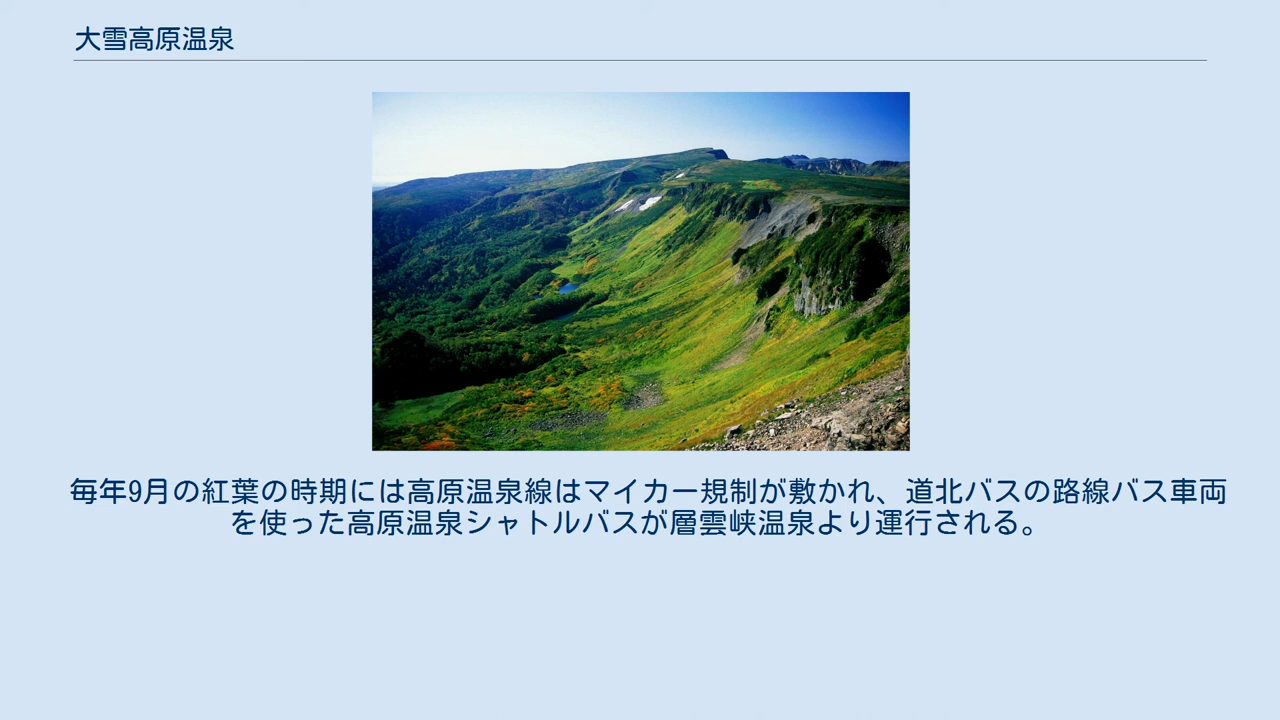 大雪高原温泉
毎年9月の紅葉の時期には高原温泉線はマイカー規制が敷かれ、道北バスの路線バス車両
を使った高原温泉シャトルバスが層雲峡温泉より運行される。